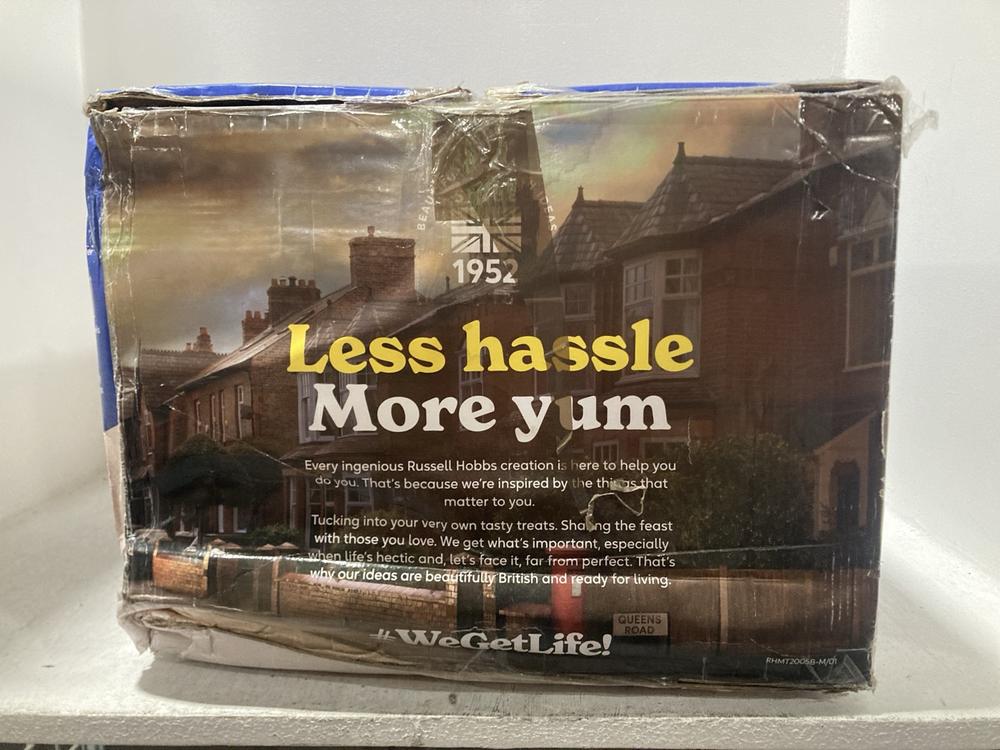 1952
Less hassle
More yum
Every ingenious Russell Hobbs creation is here to help you
do you. That's because we're inspired by the things that
matter to you.
Tucking into your very own tasty treats. Sharing the feast
with those you love. We get what's important, especially
when life's hectic and, let's face it, far from perfect. That's
why our ideas are beautifully British and ready for living.
QUEENS
ROAD
#WeGetLife!
RHMT2005B-M/01